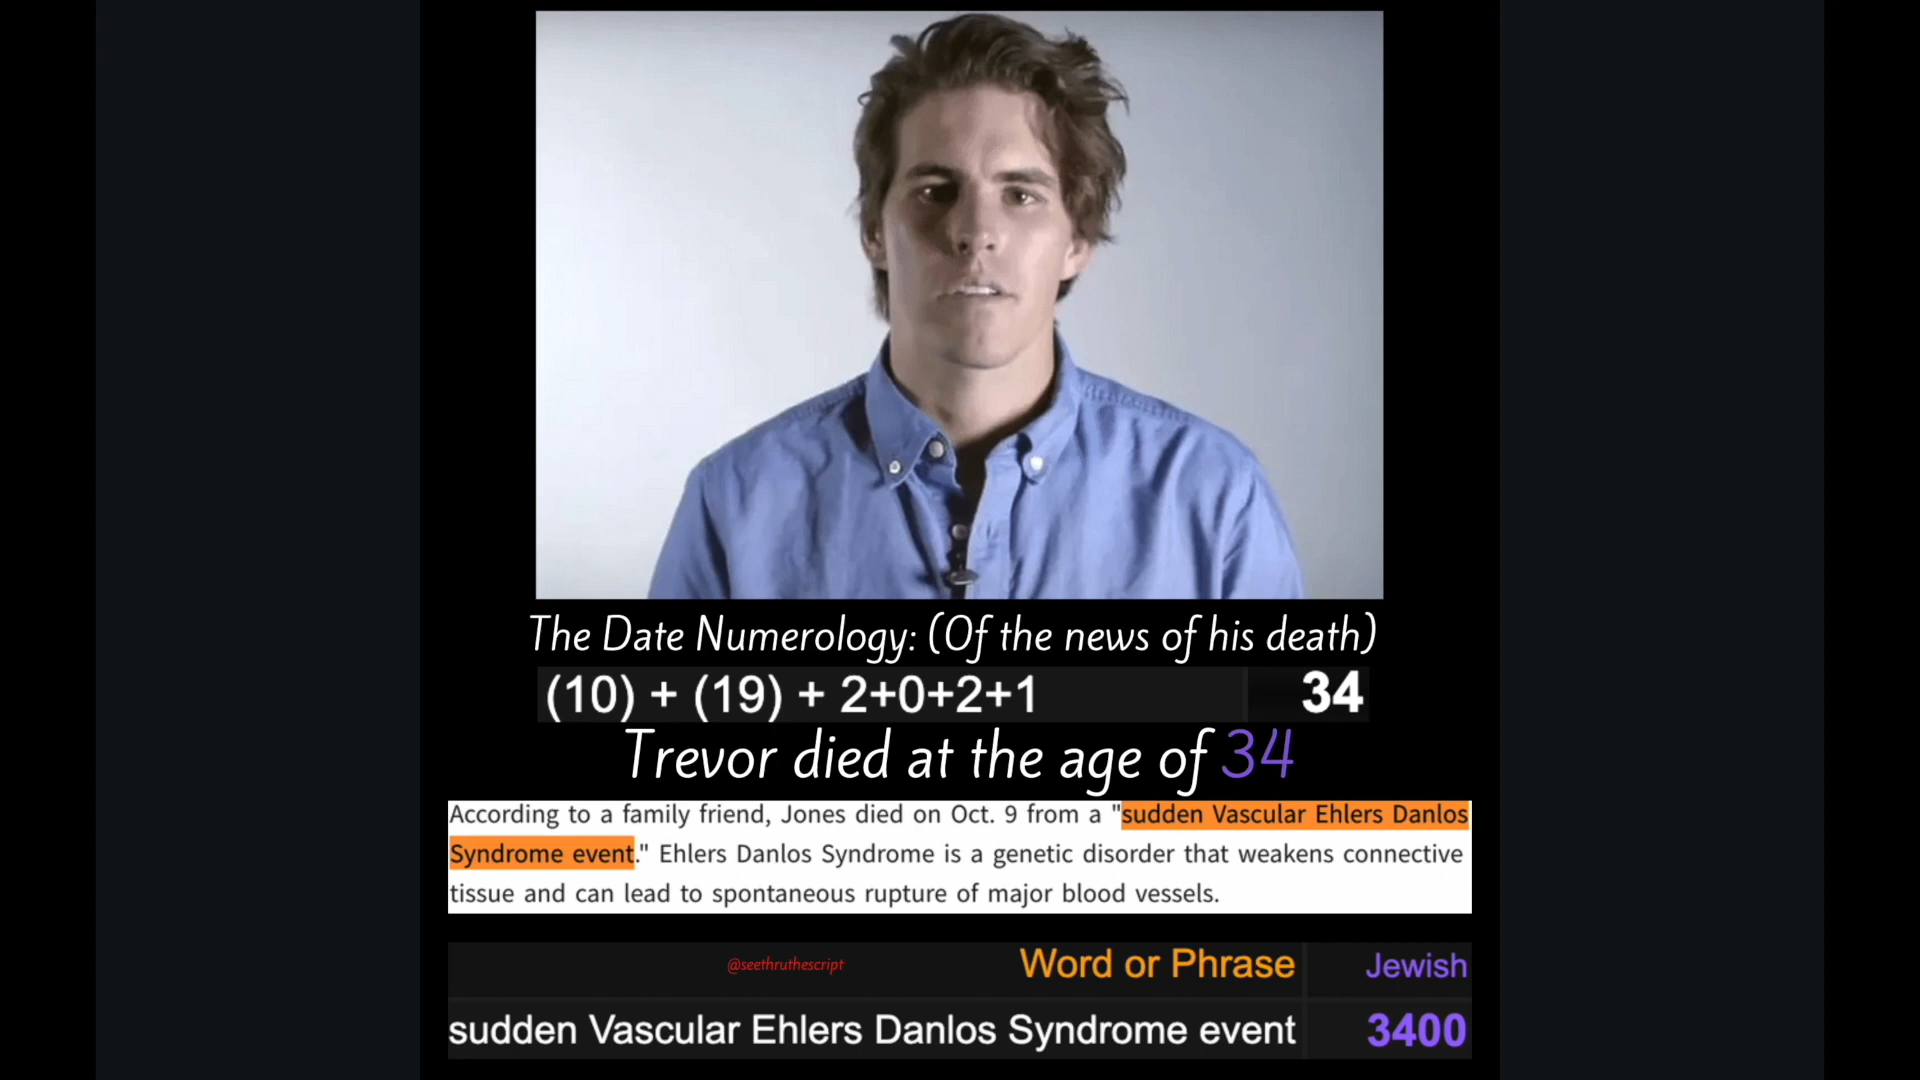 The Date Numerology: (Of the news of his death)
(10) + (19) + 2+0+2+1 34
Trevor died at the age of 34
According to a family friend, Jones died on Oct. 9 from a "sudden Vascular Ehlers Danlos
Syndrome event." Ehlers Danlos Syndrome is a genetic disorder that weakens connective
tissue and can lead to spontaneous rupture of major blood vessels.
@seethruthescript Word or Phrase Jewish
sudden Vascular Ehlers Danlos Syndrome event 3400